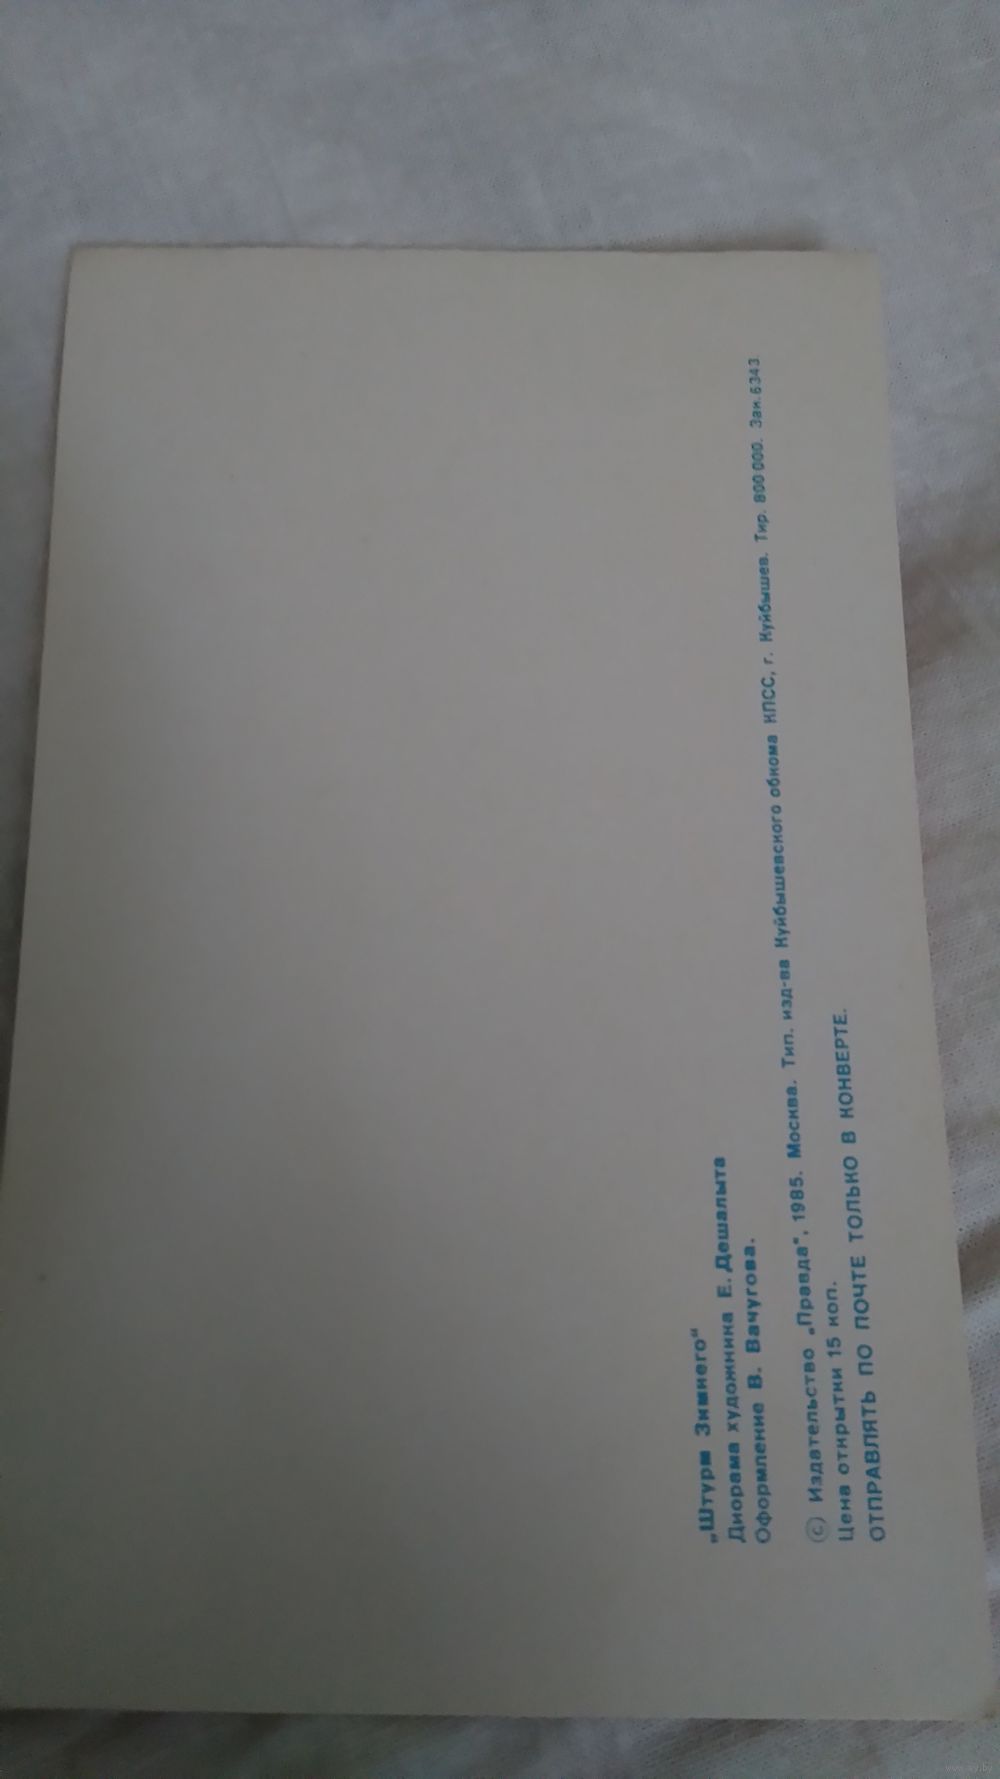 „Штурм Зимнего“
Диорама художника Е. Дешалыта
Оформление В. Вачугова.
© Издательство „Правда“, 1985. Москва. Тип. изд-ва Куйбышевского обкома КПСС, г. Куйбышев. Тир. 800 000. Зак. 6343
Цена открытки 15 коп.
ОТПРАВЛЯТЬ ПО ПОЧТЕ ТОЛЬКО В КОНВЕРТЕ.